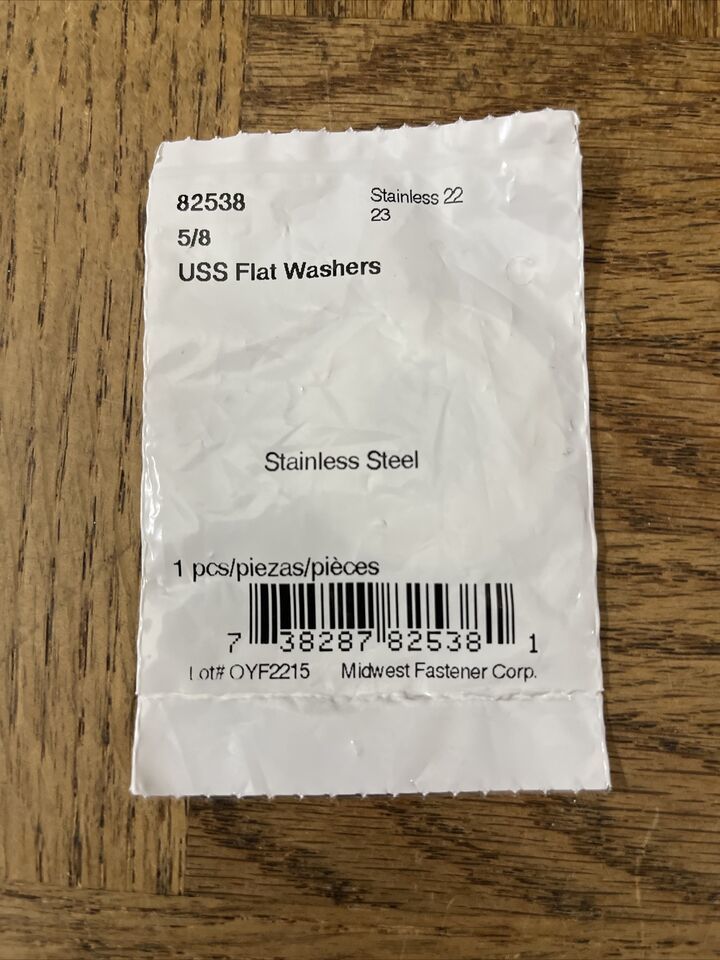 82538
Stainless 22
23
5/8
USS Flat Washers
Stainless Steel
1 pcs/piezas/pièces
7 38287 82538 1
Lot# OYF2215 Midwest Fastener Corp.